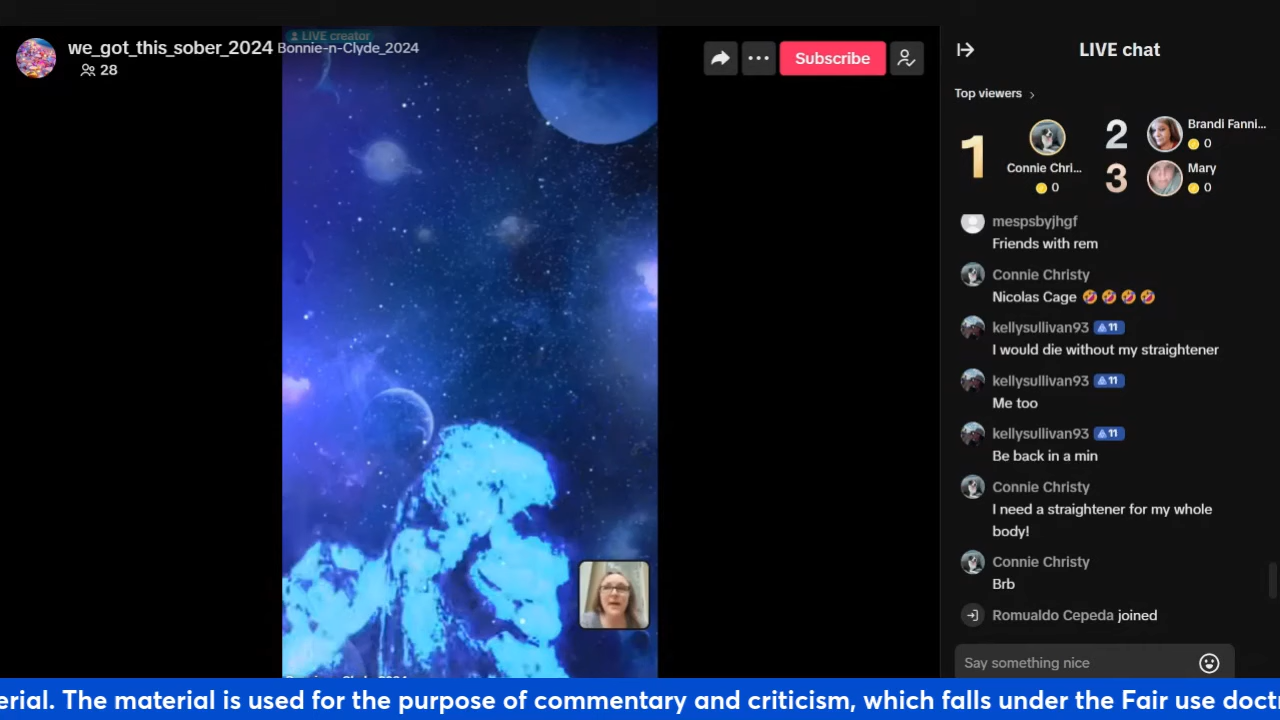 LIVE creator
we_got_this_sober_2024
Bonnie-n-Clyde_2024
28
Subscribe
LIVE chat
Top viewers
1
Connie Chri...
0
2
Brandi Fanni...
0
3
Mary
0
mespsbyjhgf
Friends with rem
Connie Christy
Nicolas Cage 🤣 🤣 🤣 🤣
kellysullivan93 11
I would die without my straightener
kellysullivan93 11
Me too
kellysullivan93 11
Be back in a min
Connie Christy
I need a straightener for my whole
body!
Connie Christy
Brb
Romualdo Cepeda joined
Say something nice
erial. The material is used for the purpose of commentary and criticism, which falls under the Fair use doct